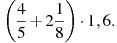 (4/5 + 2 1/8) · 1,6.